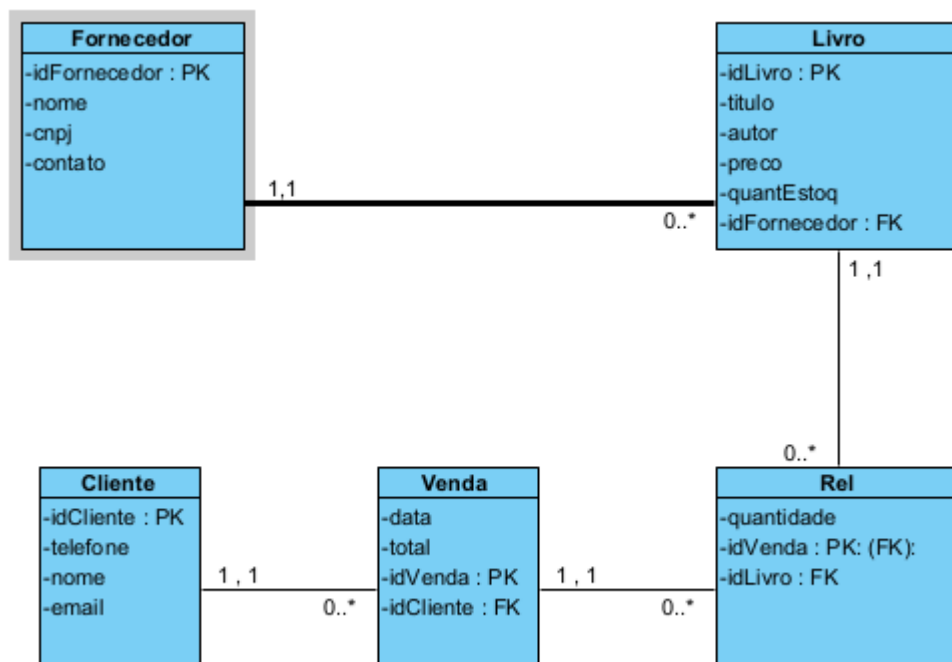 Fornecedor
-idFornecedor : PK
-nome
-cnpj
-contato
Livro
-idLivro : PK
-titulo
-autor
-preco
-quantEstoq
-idFornecedor : FK
1,1
0..*
1 ,1
0..*
Cliente
-idCliente : PK
-telefone
-nome
-email
1 , 1
0..*
Venda
-data
-total
-idVenda : PK
-idCliente : FK
1 , 1
0..*
Rel
-quantidade
-idVenda : PK: (FK):
-idLivro : FK